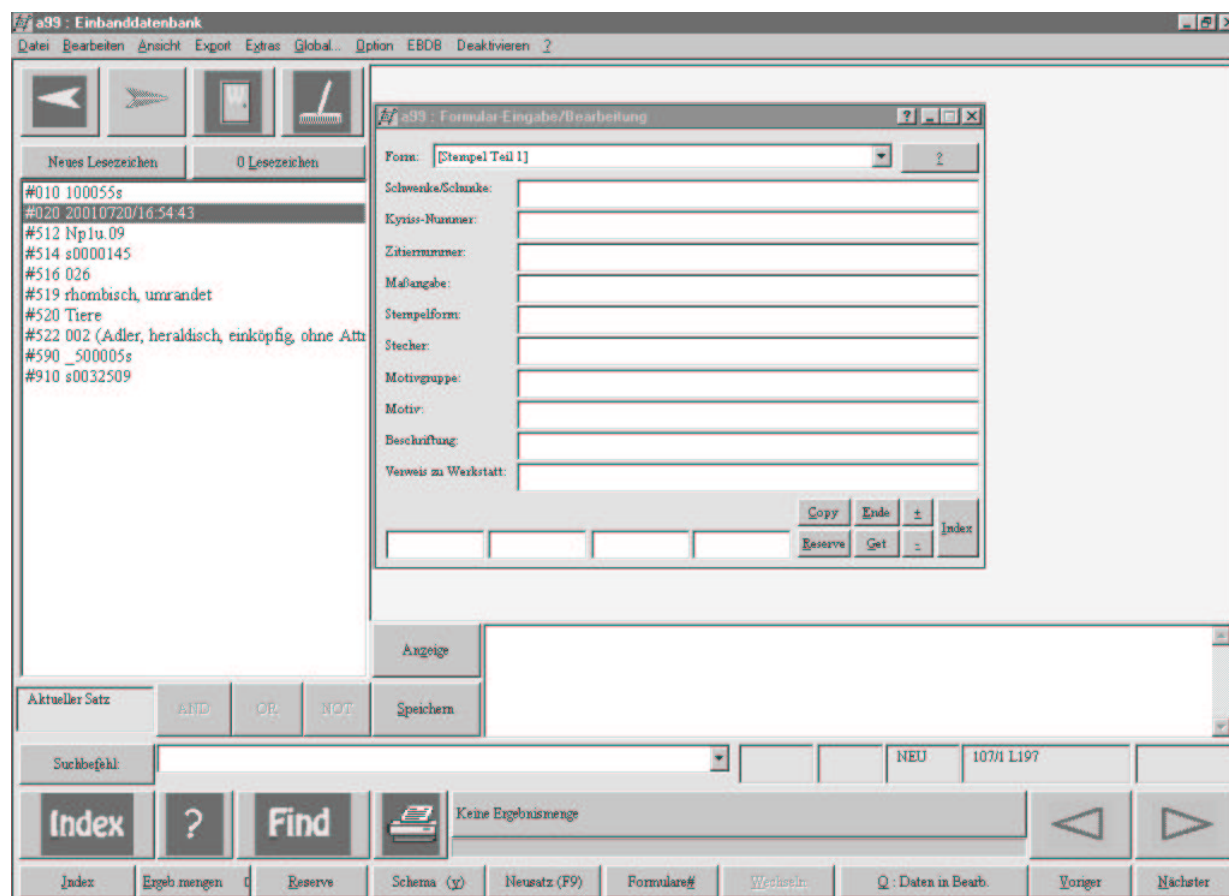 a99 : Einbanddatenbank
Datei Bearbeiten Ansicht Export Extras Global... Option EBDB Deaktivieren ?
Neues Lesezeichen 0 Lesezeichen
#010 100055s
#020 20010720/16:54:43
#512 Np1u.09
#514 s0000145
#516 026
#519 rhombisch, umrandet
#520 Tiere
#522 002 (Adler, heraldisch, einköpfig, ohne Attr
#590 _500005s
#910 s0032509
a99 : Formular-Eingabe/Bearbeitung
Form: [Stempel Teil 1] ?
Schwenke/Schunke:
Kyriss-Nummer:
Zitiernummer:
Maßangabe:
Stempelform:
Stecher:
Motivgruppe:
Motiv:
Beschriftung:
Verweis zu Werkstatt:
Copy Ende + Index
Reserve Get -
Anzeige
Aktueller Satz AND OR NOT Speichern
Suchbefehl: NEU 107/1 L197
Index ? Find Keine Ergebnismenge
Index Ergeb.mengen 0 Reserve Schema (y) Neusatz (F9) Formulare# Wechseln Q : Daten in Bearb. Voriger Nächster